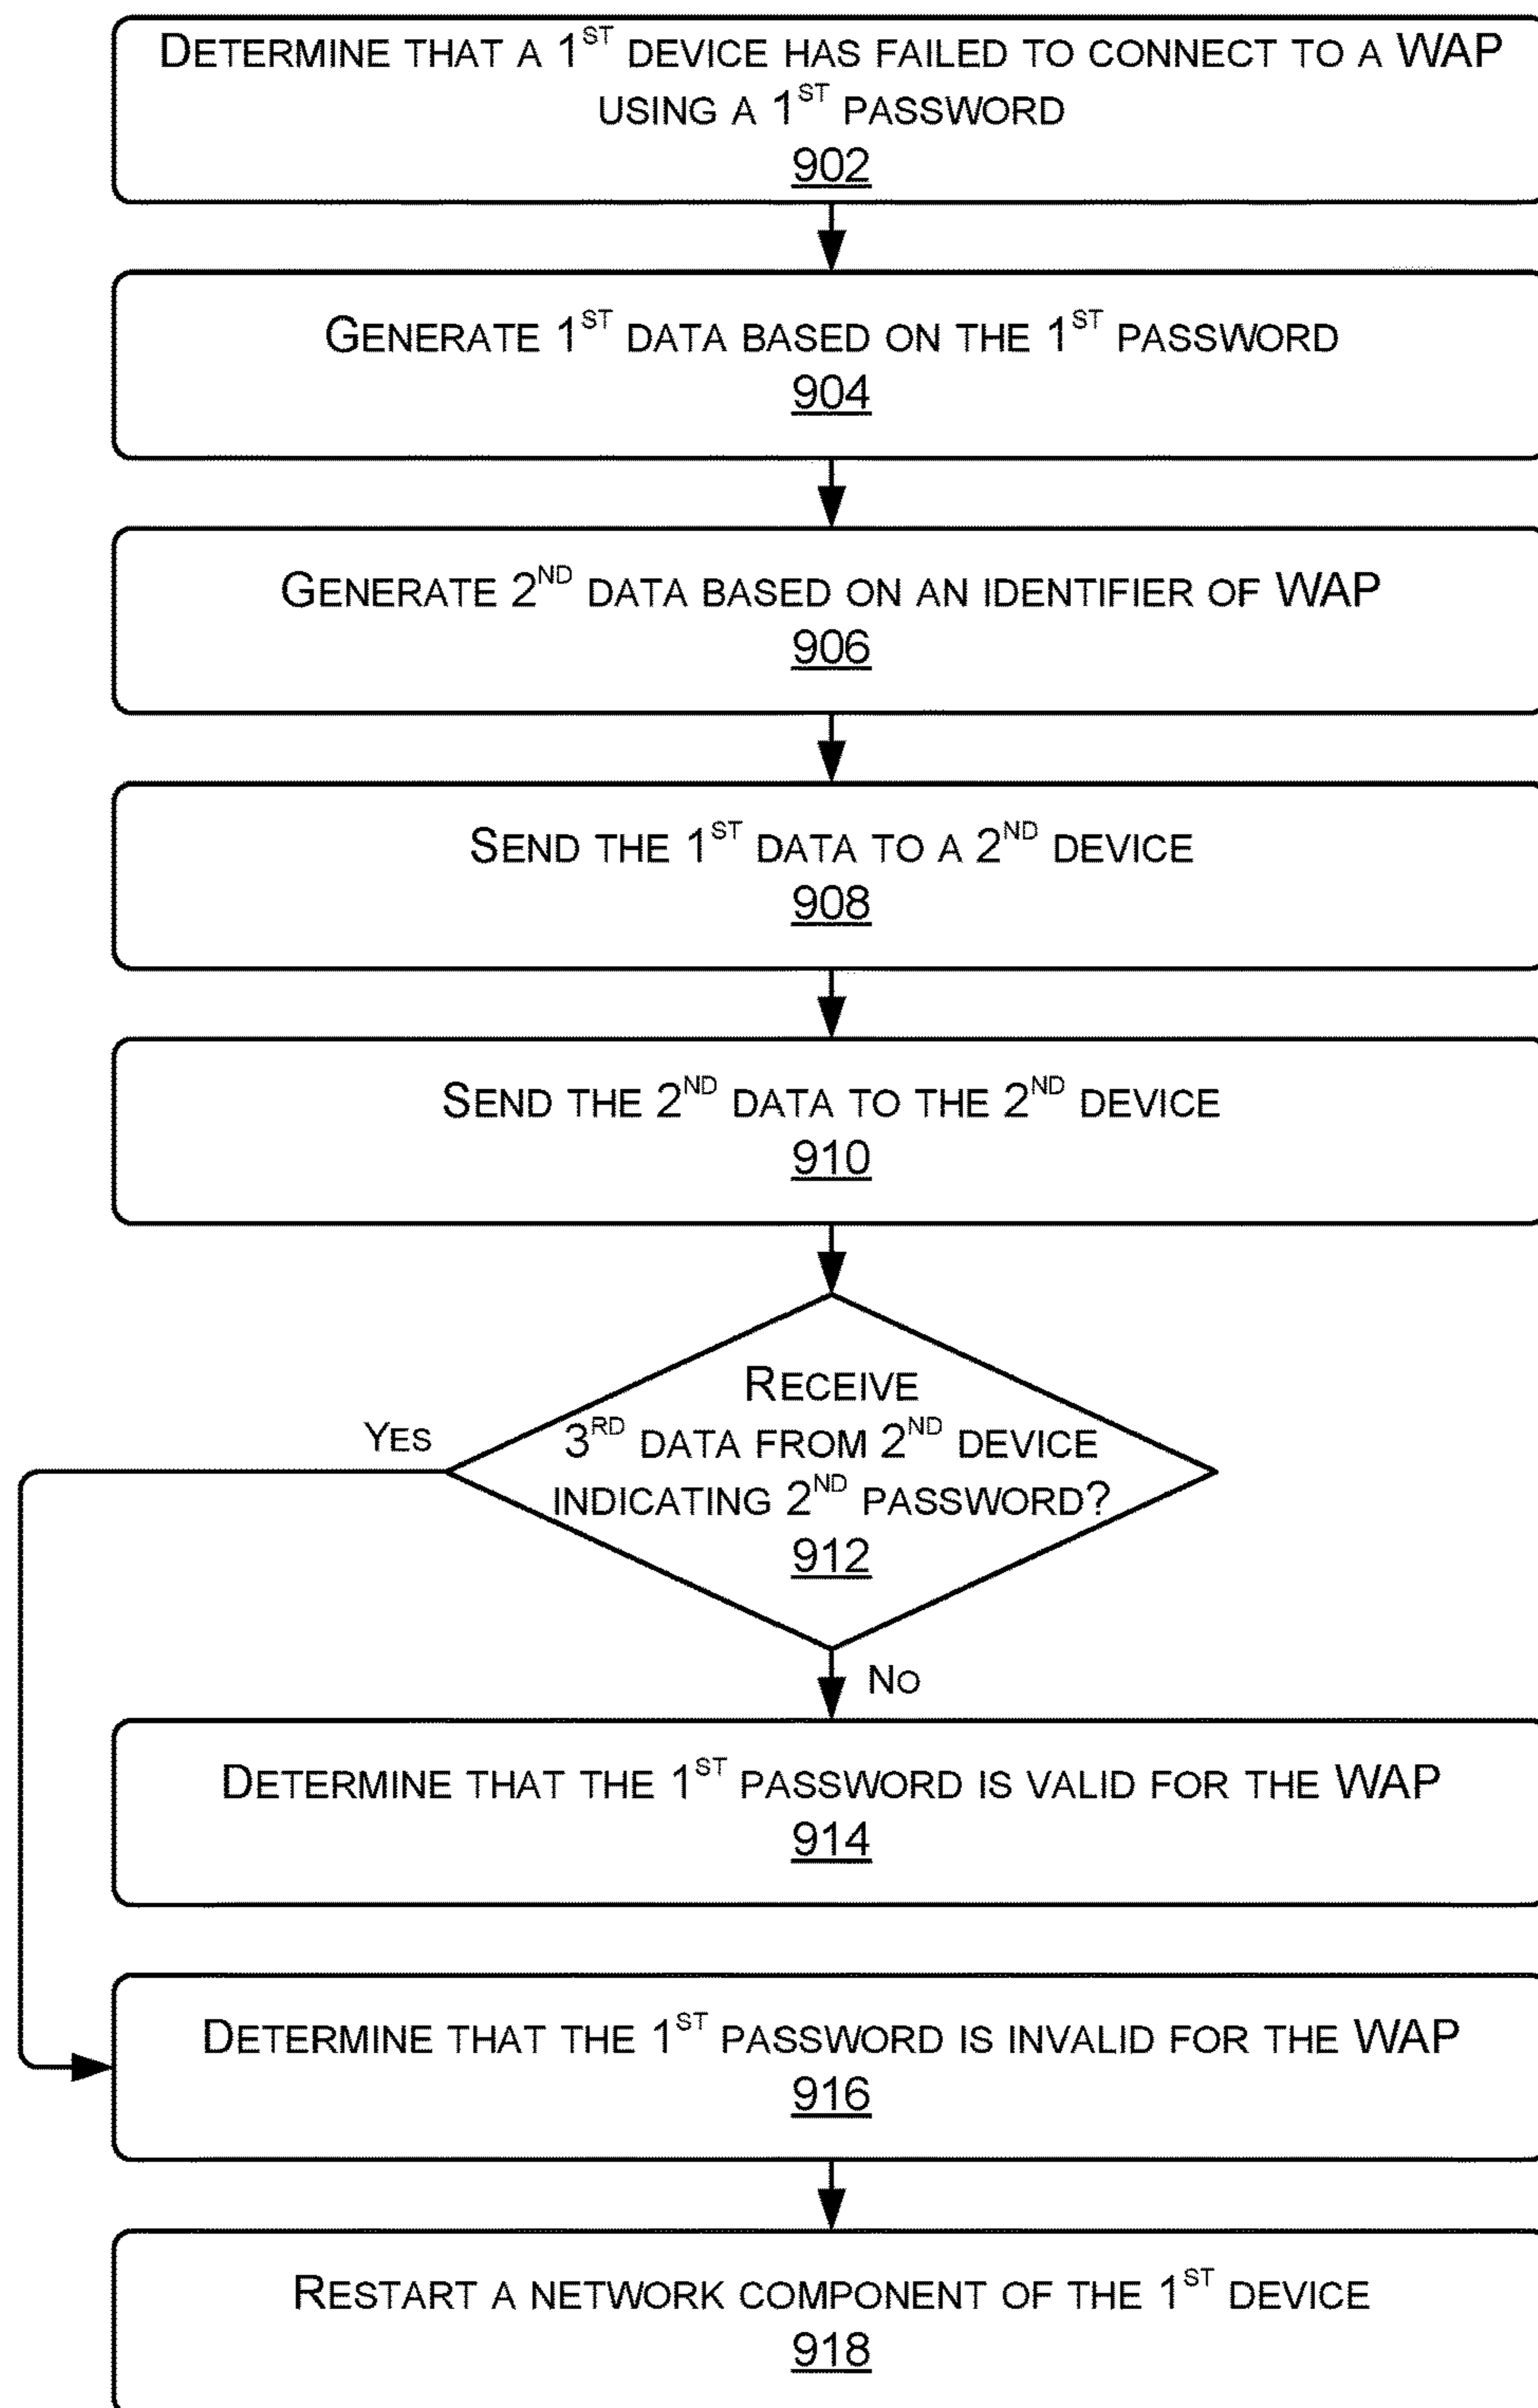 DETERMINE THAT A 1ST DEVICE HAS FAILED TO CONNECT TO A WAP
USING A 1ST PASSWORD
902
GENERATE 1ST DATA BASED ON THE 1ST PASSWORD
904
GENERATE 2ND DATA BASED ON AN IDENTIFIER OF WAP
906
SEND THE 1ST DATA TO A 2ND DEVICE
908
SEND THE 2ND DATA TO THE 2ND DEVICE
910
RECEIVE
3RD DATA FROM 2ND DEVICE
INDICATING 2ND PASSWORD?
912
YES
NO
DETERMINE THAT THE 1ST PASSWORD IS VALID FOR THE WAP
914
DETERMINE THAT THE 1ST PASSWORD IS INVALID FOR THE WAP
916
RESTART A NETWORK COMPONENT OF THE 1ST DEVICE
918